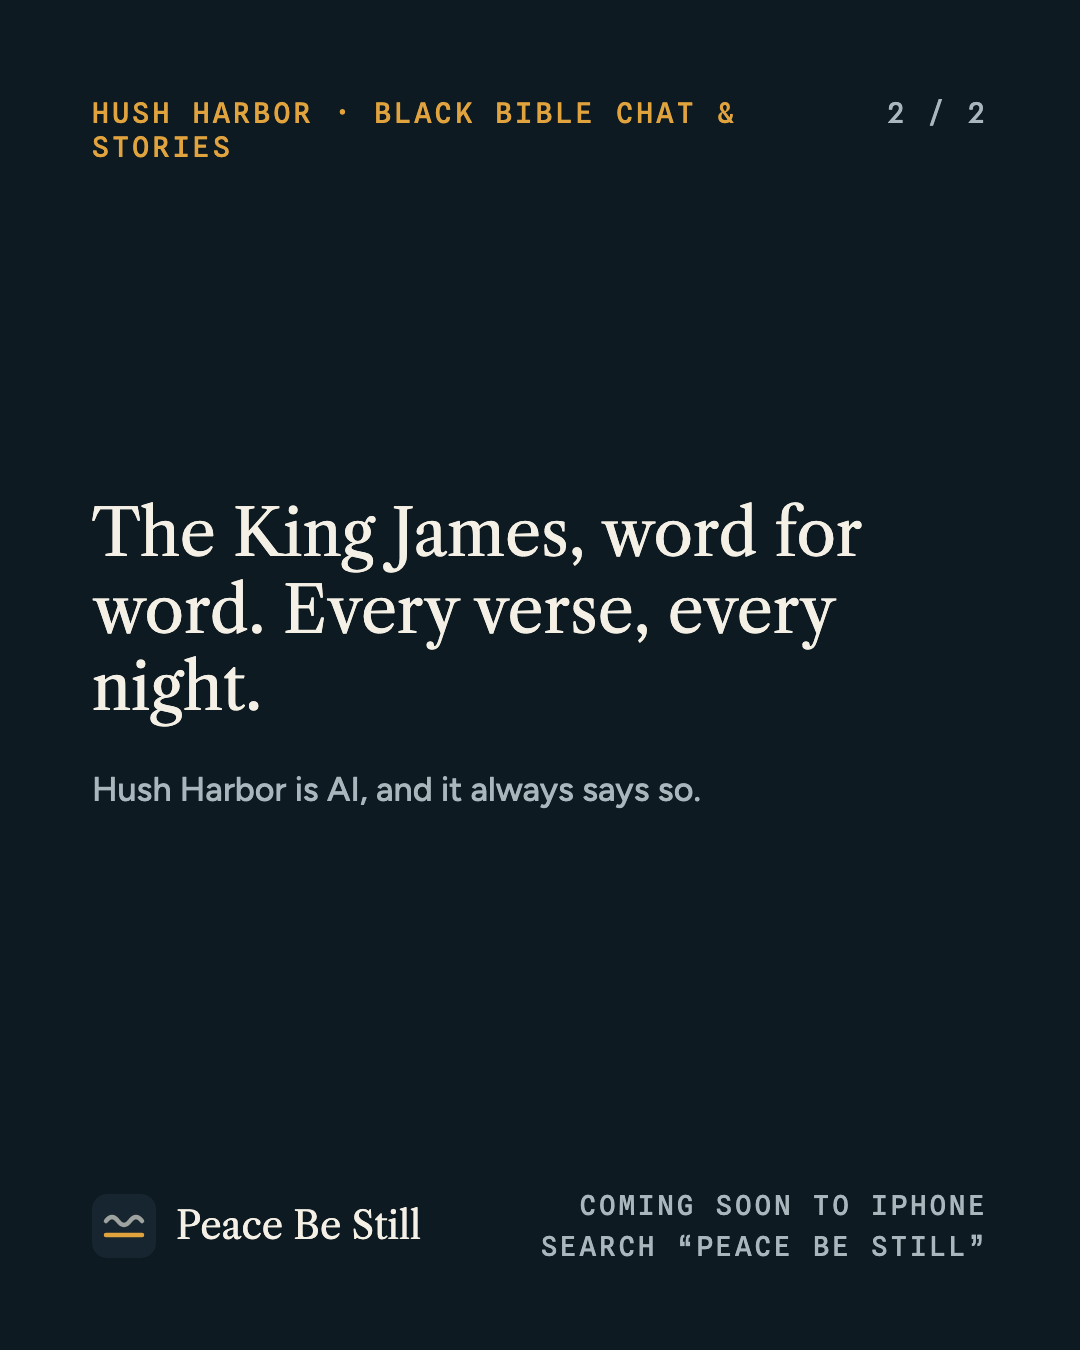 HUSH HARBOR · BLACK BIBLE CHAT &
STORIES
2 / 2
The King James, word for
word. Every verse, every
night.
Hush Harbor is AI, and it always says so.
Peace Be Still
COMING SOON TO IPHONE
SEARCH “PEACE BE STILL”